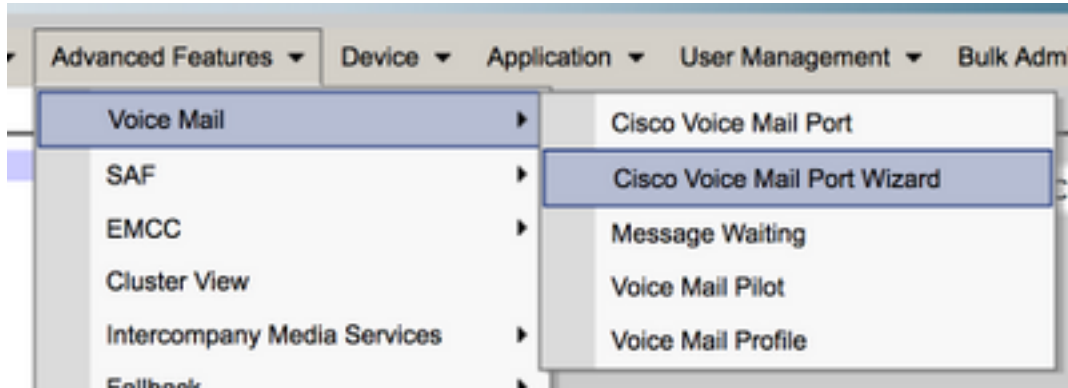 Advanced Features Device Application User Management Bulk Adm
Voice Mail
SAF
EMCC
Cluster View
Intercompany Media Services
Fallback
Cisco Voice Mail Port
Cisco Voice Mail Port Wizard
Message Waiting
Voice Mail Pilot
Voice Mail Profile